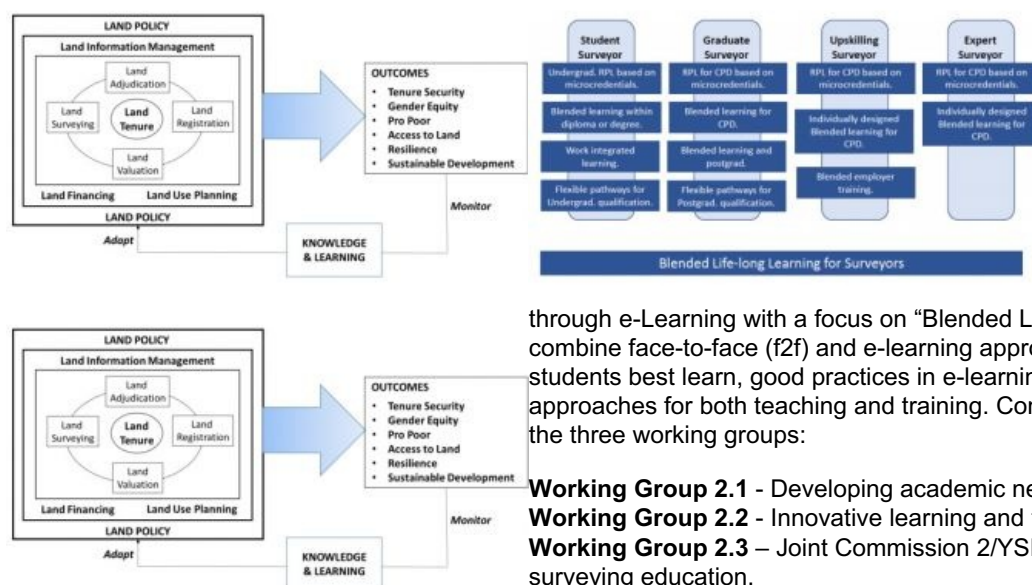 LAND POLICY
Land Information Management
Land
Adjudication
Land
Surveying
Land
Tenure
Land
Registration
Land
Valuation
Land Financing
Land Use Planning
LAND POLICY
OUTCOMES
• Tenure Security
• Gender Equity
• Pro Poor
• Access to Land
• Resilience
• Sustainable Development
Monitor
Adapt
KNOWLEDGE
& LEARNING
Student
Surveyor
Undergrad. RPL based on
microcredentials.
Blended learning within
diploma or degree.
Work integrated
learning.
Flexible pathways for
Undergrad. qualification.
Graduate
Surveyor
RPL for CPD based on
microcredentials.
Blended learning for
CPD.
Blended learning and
postgrad.
Flexible pathways for
Postgrad. qualification.
Upskilling
Surveyor
RPL for CPD based on
microcredentials.
Individually designed
Blended learning for
CPD.
Blended employer
training.
Expert
Surveyor
RPL for CPD based on
microcredentials.
Individually designed
Blended learning for
CPD.
Blended Life-long Learning for Surveyors
LAND POLICY
Land Information Management
Land
Adjudication
Land
Surveying
Land
Tenure
Land
Registration
Land
Valuation
Land Financing
Land Use Planning
LAND POLICY
OUTCOMES
• Tenure Security
• Gender Equity
• Pro Poor
• Access to Land
• Resilience
• Sustainable Development
Monitor
Adapt
KNOWLEDGE
& LEARNING
through e-Learning with a focus on “Blended L
combine face-to-face (f2f) and e-learning appr
students best learn, good practices in e-learnin
approaches for both teaching and training. Co
the three working groups:
Working Group 2.1 - Developing academic ne
Working Group 2.2 - Innovative learning and
Working Group 2.3 – Joint Commission 2/YS
surveying education.